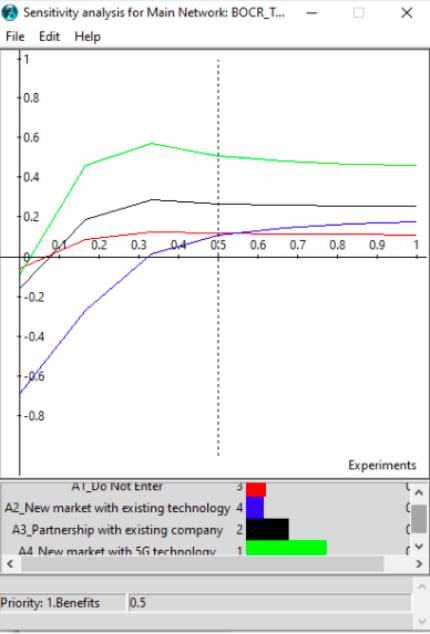 Sensitivity analysis for Main Network: BOCR_T...
File Edit Help
1
0.8
0.6
0.4
0.2
0
0.1 0.2 0.3 0.4 0.5 0.6 0.7 0.8 0.9 1
-0.2
-0.4
-0.6
-0.8
Experiments
A1_Do Not Enter 3
A2_New market with existing technology 4
A3_Partnership with existing company 2
A4_New market with 5G technology 1
Priority: 1.Benefits 0.5